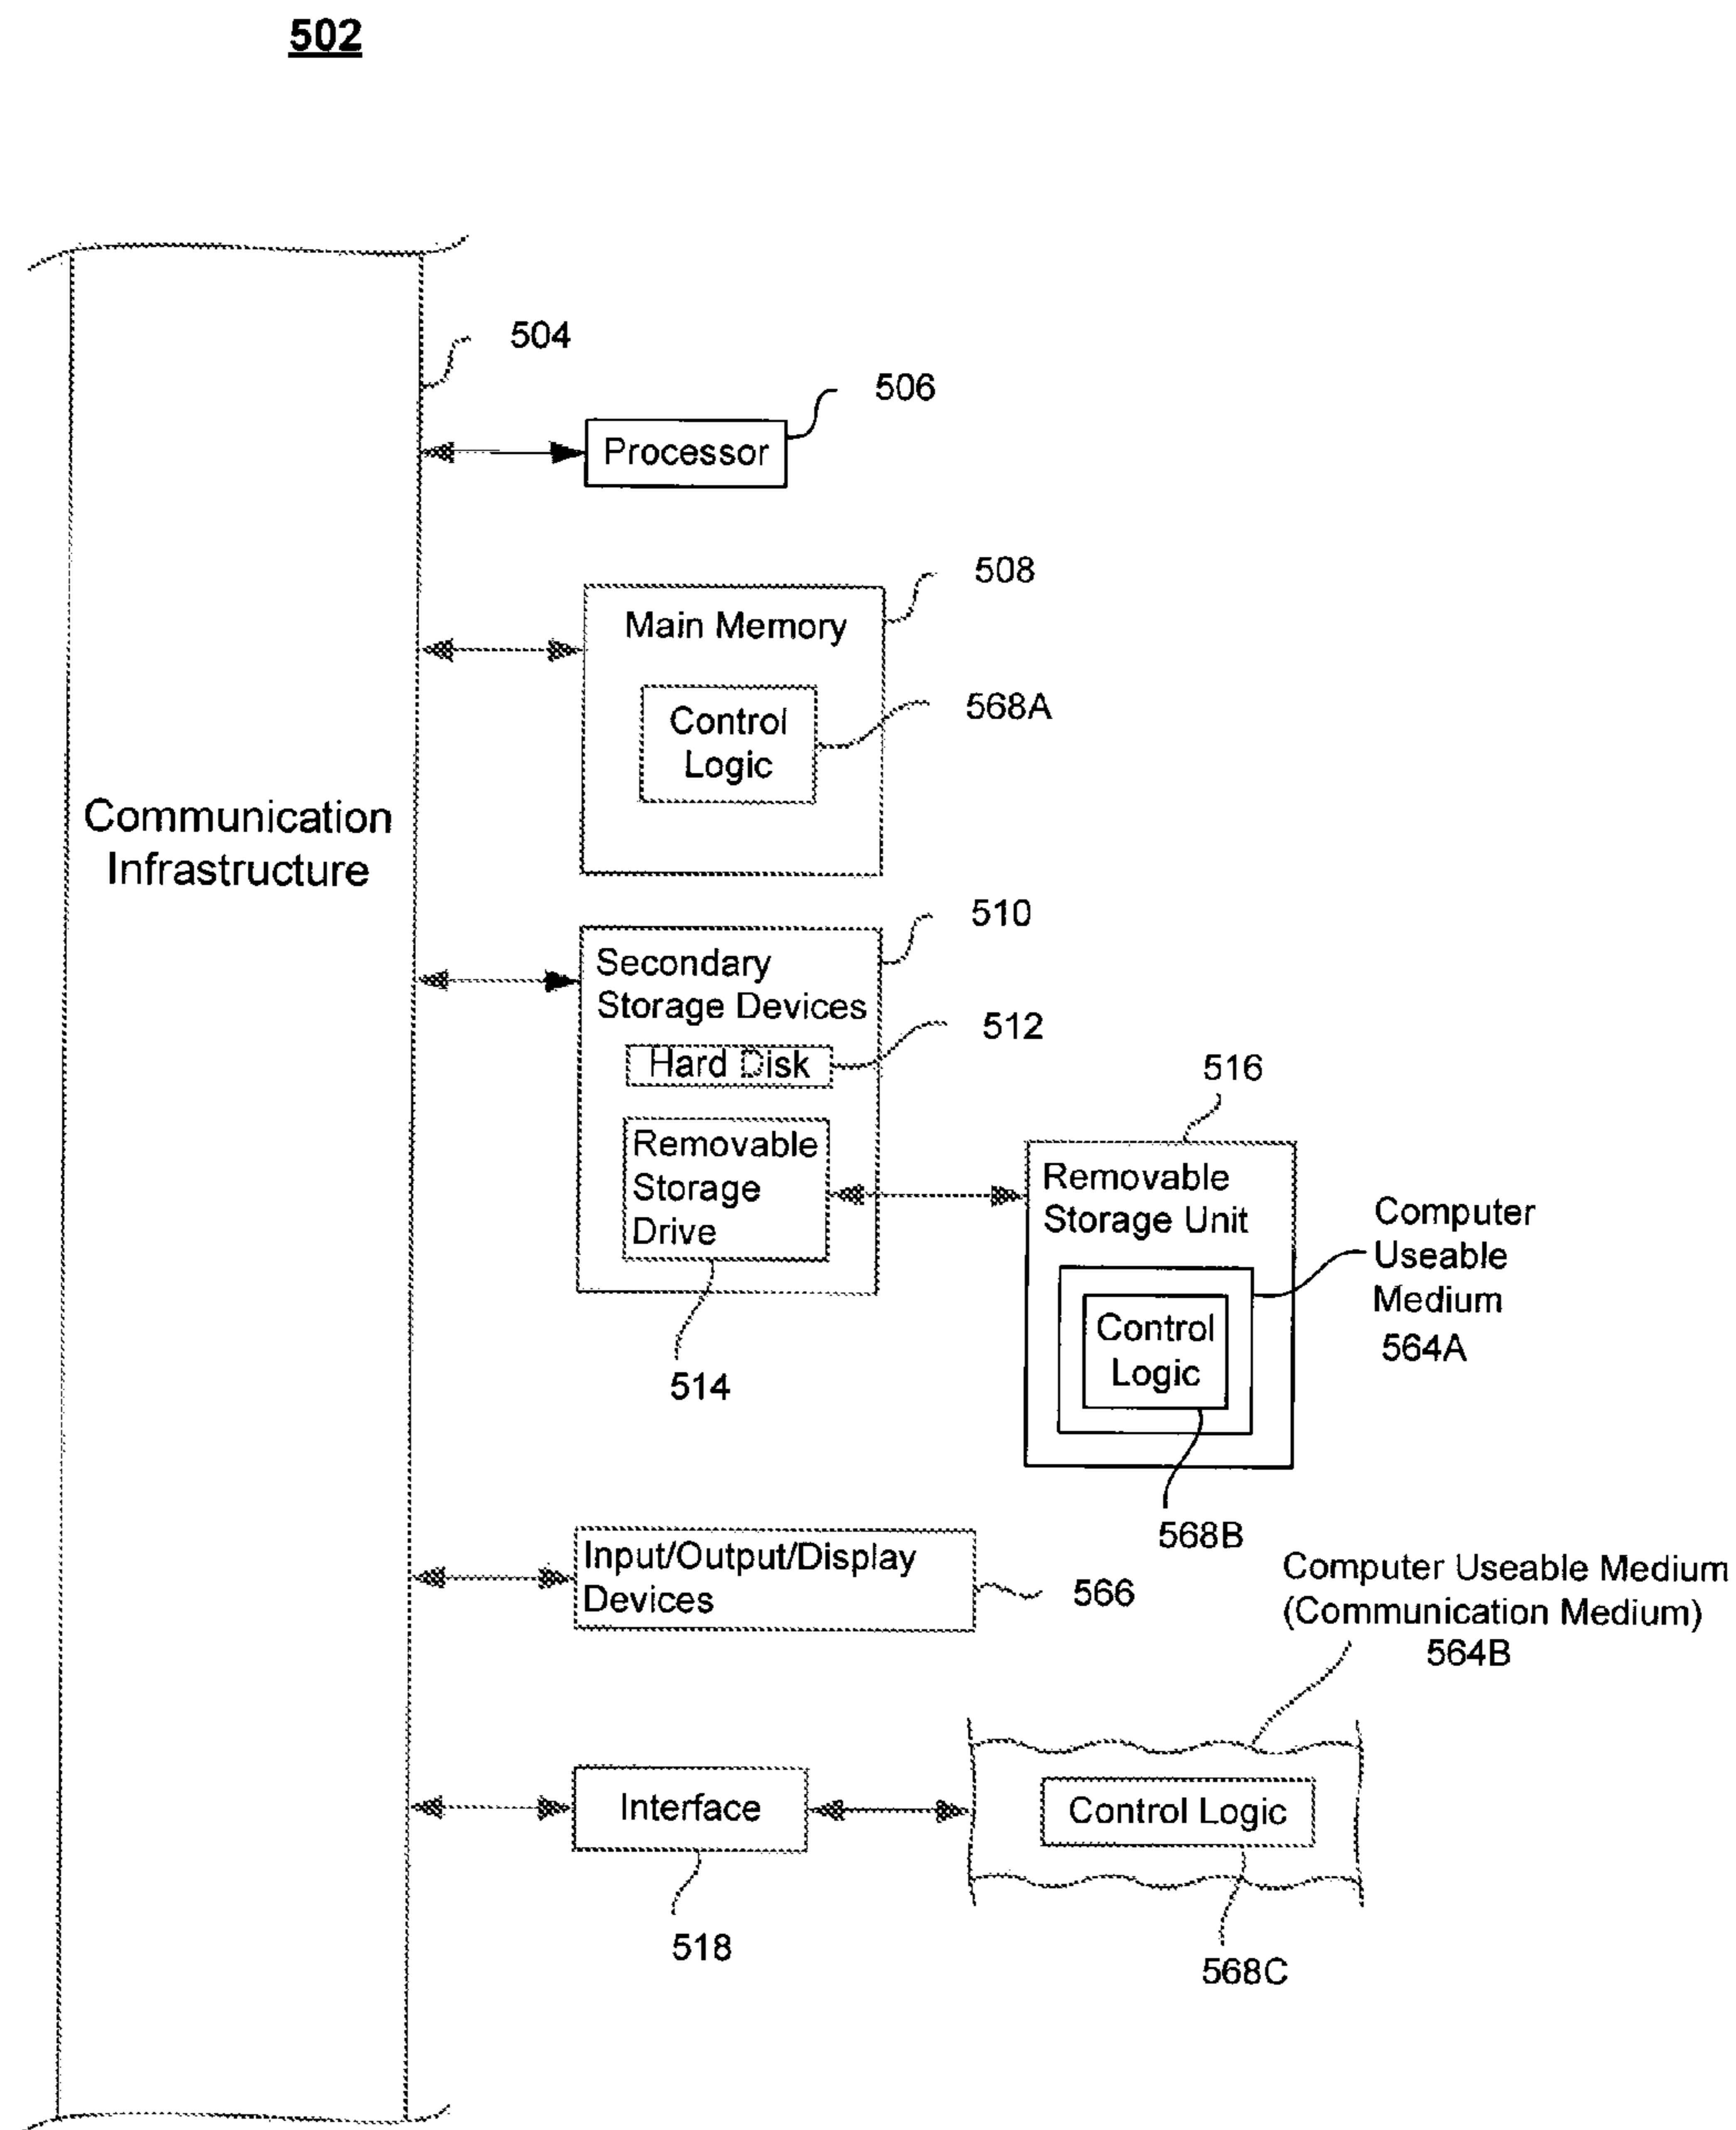 502
504
506
Processor
508
Main Memory
568A
Control
Logic
Communication
Infrastructure
510
Secondary
Storage Devices
512
Hard Disk
516
Removable
Storage
Drive
Removable
Storage Unit
Computer
Useable
Medium
564A
Control
Logic
514
568B
Input/Output/Display
Devices
566
Computer Useable Medium
(Communication Medium)
564B
Interface
Control Logic
518
568C